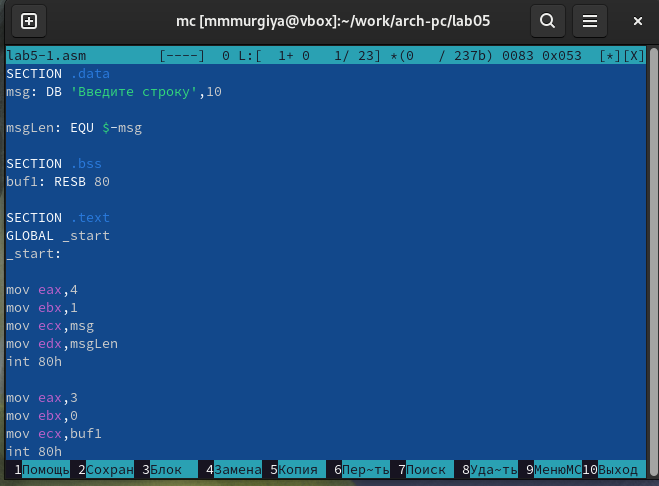 mc [mmmurgiya@vbox]:~/work/arch-pc/lab05
lab5-1.asm [----] 0 L:[ 1+ 0 1/ 23] *(0 / 237b) 0083 0x053 [*][X]
SECTION .data
msg: DB 'Введите строку',10
msgLen: EQU $-msg
SECTION .bss
buf1: RESB 80
SECTION .text
GLOBAL _start
_start:
mov eax,4
mov ebx,1
mov ecx,msg
mov edx,msgLen
int 80h
mov eax,3
mov ebx,0
mov ecx,buf1
int 80h
1Помощь 2Сохран 3Блок 4Замена 5Копия 6Пер~ть 7Поиск 8Уда~ть 9МенюМС 10Выход